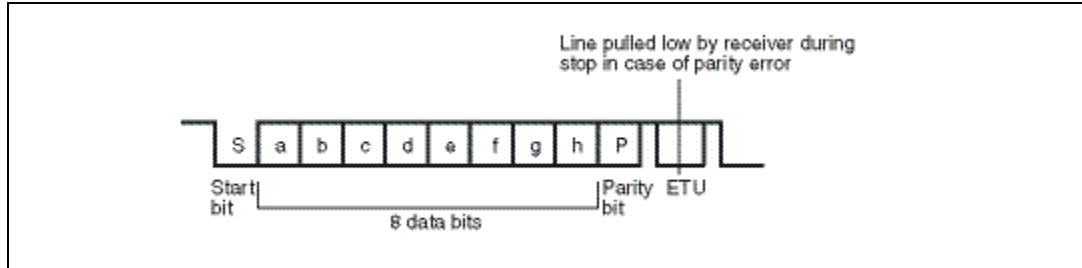 Line pulled low by receiver during
stop in case of parity error
S a b c d e f g h P
Start
bit
8 data bits
Parity
bit
ETU